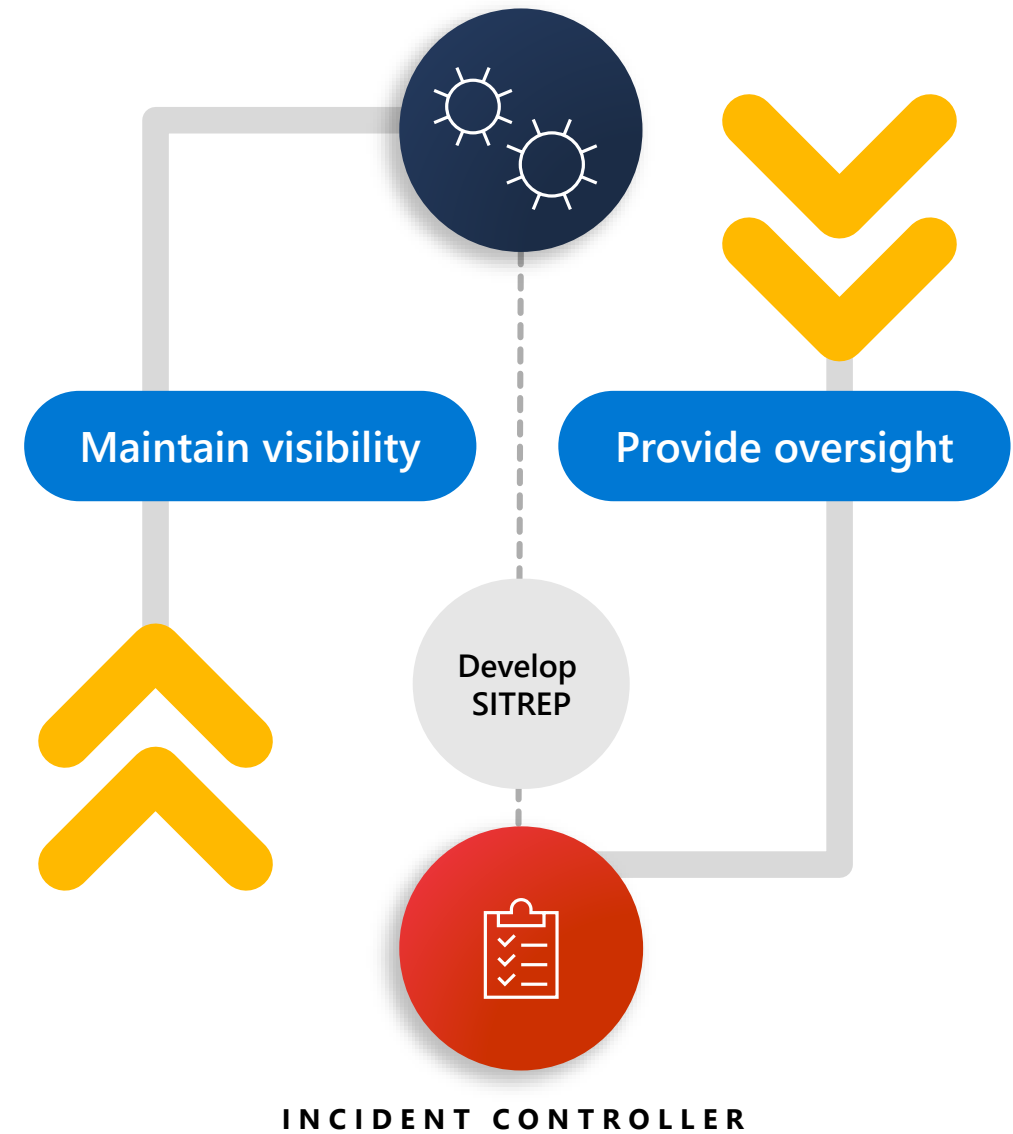 Maintain visibility
Provide oversight
Develop
SITREP
INCIDENT CONTROLLER